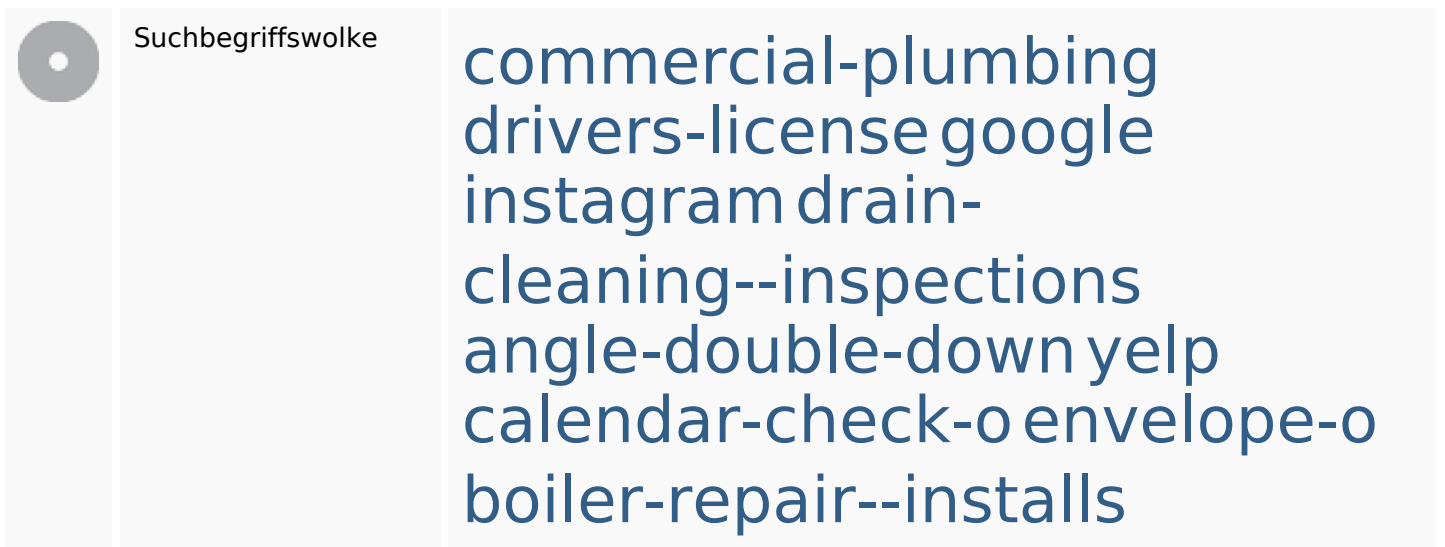 Suchbegriffswolke
commercial-plumbing
drivers-license google
instagram drain-
cleaning--inspections
angle-double-down yelp
calendar-check-o envelope-o
boiler-repair--installs